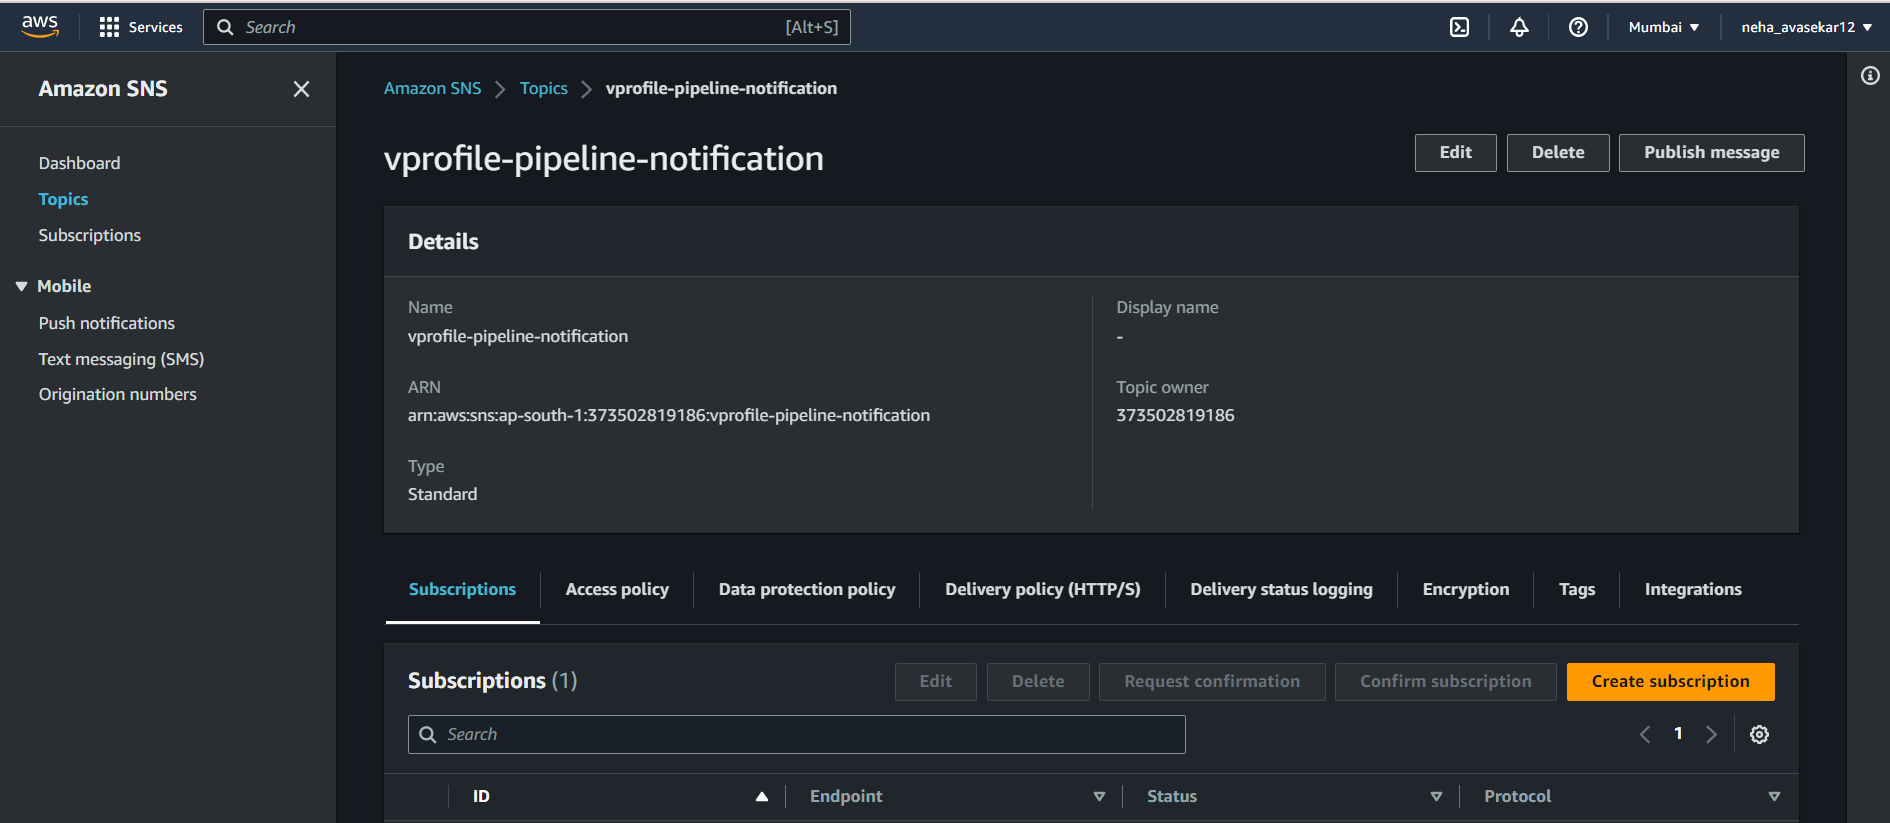 aws Services Search [Alt+S] Mumbai neha_avasekar12
Amazon SNS
Dashboard
Topics
Subscriptions
Mobile
Push notifications
Text messaging (SMS)
Origination numbers
Amazon SNS Topics vprofile-pipeline-notification
vprofile-pipeline-notification
Edit Delete Publish message
Details
Name
vprofile-pipeline-notification
ARN
arn:aws:sns:ap-south-1:373502819186:vprofile-pipeline-notification
Type
Standard
Display name
-
Topic owner
373502819186
Subscriptions Access policy Data protection policy Delivery policy (HTTP/S) Delivery status logging Encryption Tags Integrations
Subscriptions (1) Edit Delete Request confirmation Confirm subscription Create subscription
Search 1
ID Endpoint Status Protocol